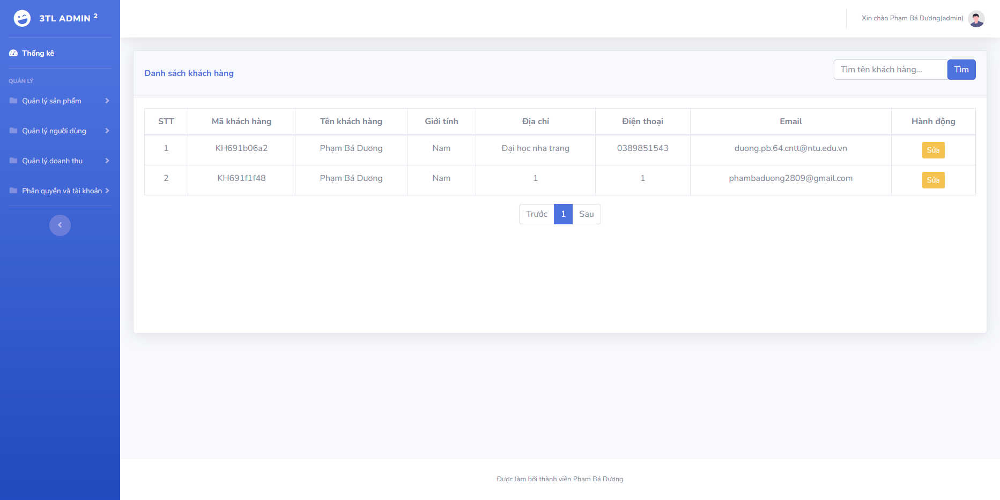 3TL ADMIN 2
Xin chào Phạm Bá Dương(admin)
Thống kê
QUẢN LÝ
Quản lý sản phẩm
Quản lý người dùng
Quản lý doanh thu
Phân quyền và tài khoản
Danh sách khách hàng
Tìm tên khách hàng...
Tìm
STT Mã khách hàng Tên khách hàng Giới tính Địa chỉ Điện thoại Email Hành động
1 KH691b06a2 Phạm Bá Dương Nam Đại học nha trang 0389851543 duong.pb.64.cntt@ntu.edu.vn Sửa
2 KH691f1f48 Phạm Bá Dương Nam 1 1 phambaduong2809@gmail.com Sửa
Trước 1 Sau
Được làm bởi thành viên Phạm Bá Dương